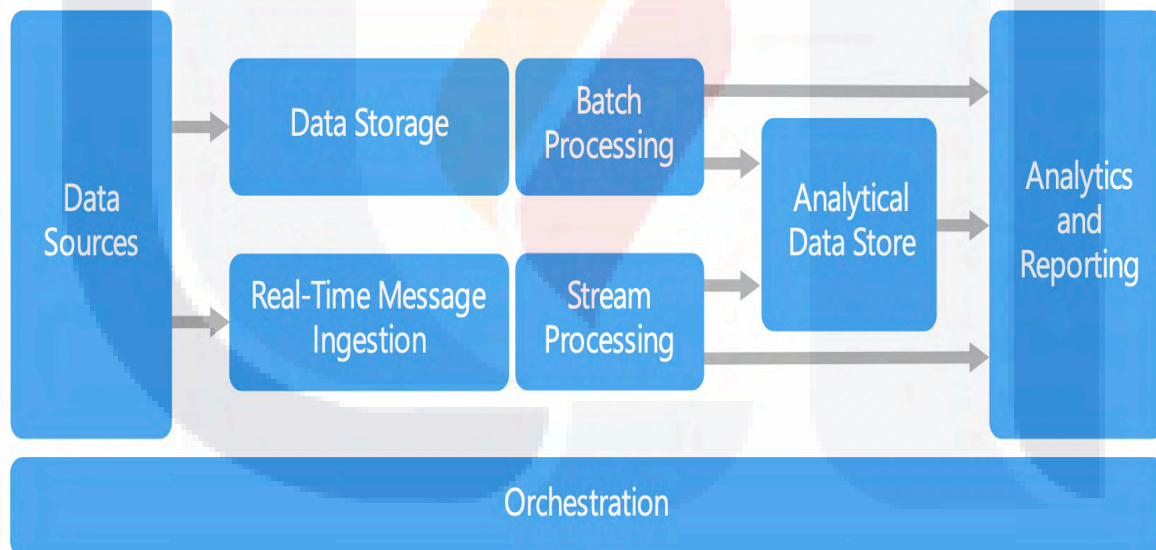 Data
Sources
Data Storage
Batch
Processing
Real-Time Message
Ingestion
Stream
Processing
Analytical
Data Store
Analytics
and
Reporting
Orchestration